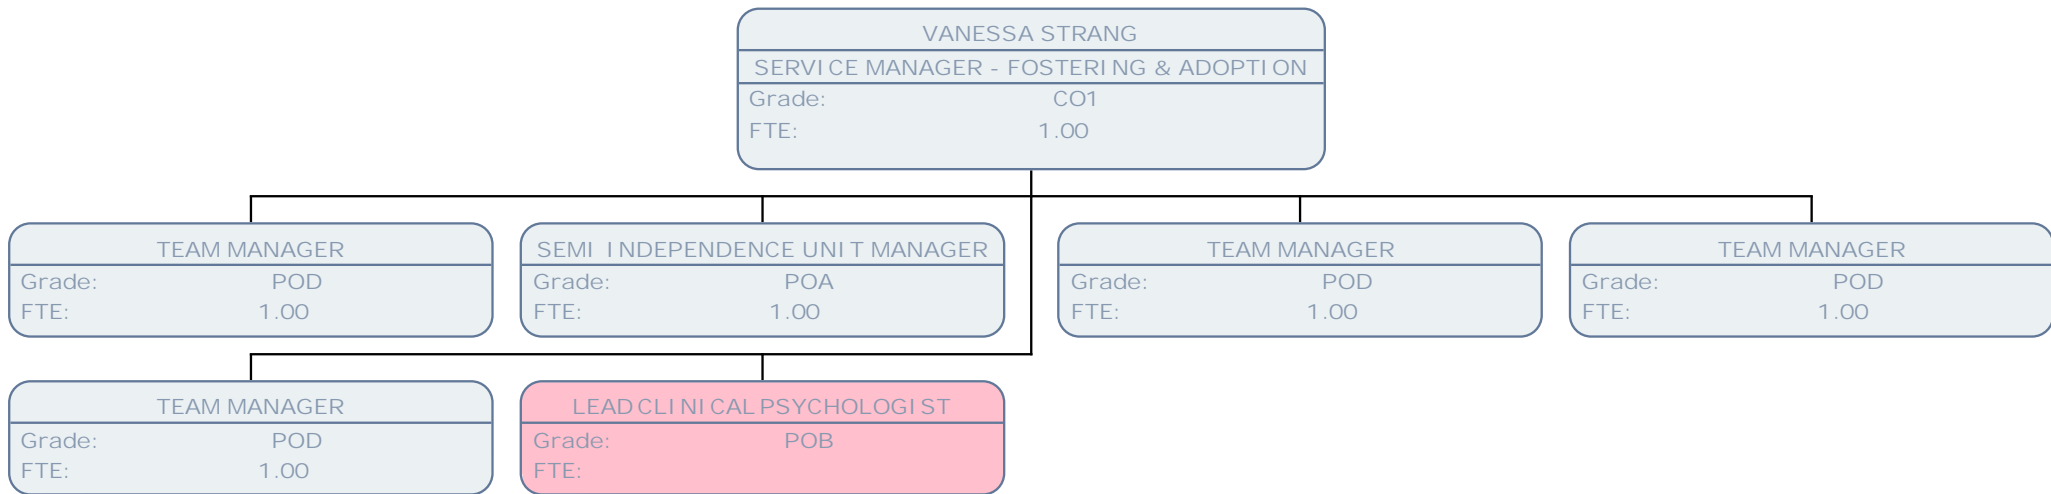 VANESSA STRANG
SERVICE MANAGER - FOSTERING & ADOPTION
Grade: CO1
FTE: 1.00
TEAM MANAGER
Grade: POD
FTE: 1.00
SEMI INDEPENDENCE UNIT MANAGER
Grade: POA
FTE: 1.00
TEAM MANAGER
Grade: POD
FTE: 1.00
TEAM MANAGER
Grade: POD
FTE: 1.00
TEAM MANAGER
Grade: POD
FTE: 1.00
LEAD CLINICAL PSYCHOLOGIST
Grade: POB
FTE: